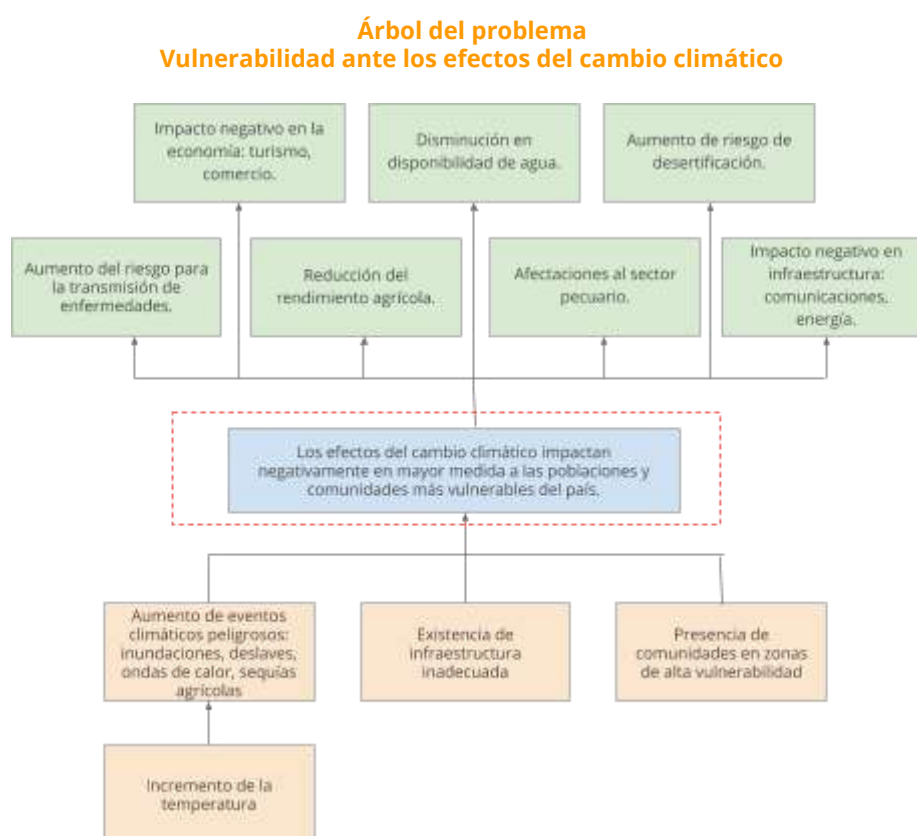 Árbol del problema
Vulnerabilidad ante los efectos del cambio climático
Impacto negativo en la
economía: turismo,
comercio.
Disminución en
disponibilidad de agua.
Aumento de riesgo de
desertificación.
Aumento del riesgo para
la transmisión de
enfermedades.
Reducción del
rendimiento agrícola.
Afectaciones al sector
pecuario.
Impacto negativo en
infraestructura:
comunicaciones,
energía.
Los efectos del cambio climático impactan
negativamente en mayor medida a las poblaciones y
comunidades más vulnerables del país.
Aumento de eventos
climáticos peligrosos:
inundaciones, deslaves,
ondas de calor, sequías
agrícolas
Existencia de
infraestructura
inadecuada
Presencia de
comunidades en zonas
de alta vulnerabilidad
Incremento de la
temperatura